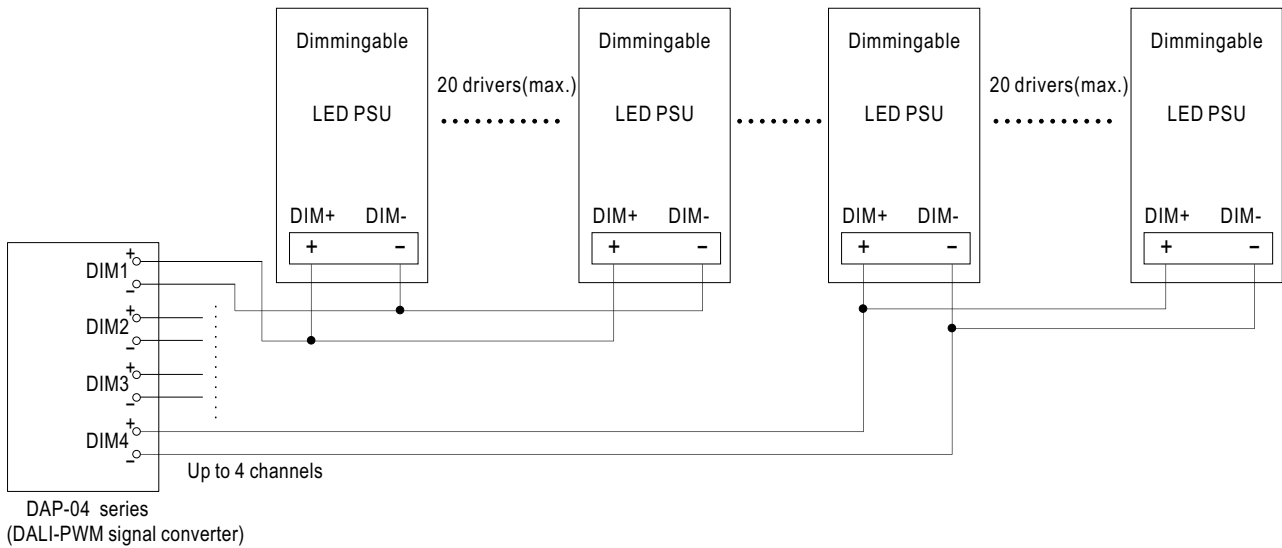 Dimmingable
LED PSU
DIM+ DIM-
+ −
20 drivers(max.)
Dimmingable
LED PSU
DIM+ DIM-
+ −
Dimmingable
LED PSU
DIM+ DIM-
+ −
20 drivers(max.)
Dimmingable
LED PSU
DIM+ DIM-
+ −
DIM1 + −
DIM2 + −
DIM3 + −
DIM4 + −
Up to 4 channels
DAP-04 series
(DALI-PWM signal converter)